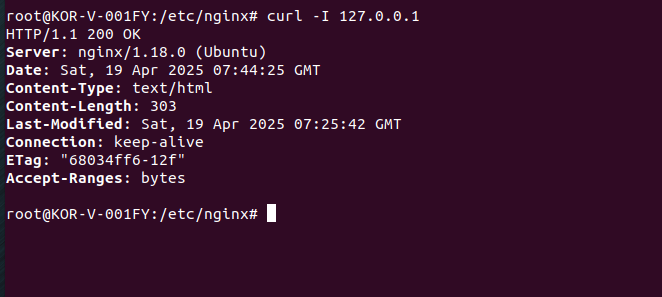 root@KOR-V-001FY:/etc/nginx# curl -I 127.0.0.1
HTTP/1.1 200 OK
Server: nginx/1.18.0 (Ubuntu)
Date: Sat, 19 Apr 2025 07:44:25 GMT
Content-Type: text/html
Content-Length: 303
Last-Modified: Sat, 19 Apr 2025 07:25:42 GMT
Connection: keep-alive
ETag: "68034ff6-12f"
Accept-Ranges: bytes
root@KOR-V-001FY:/etc/nginx#